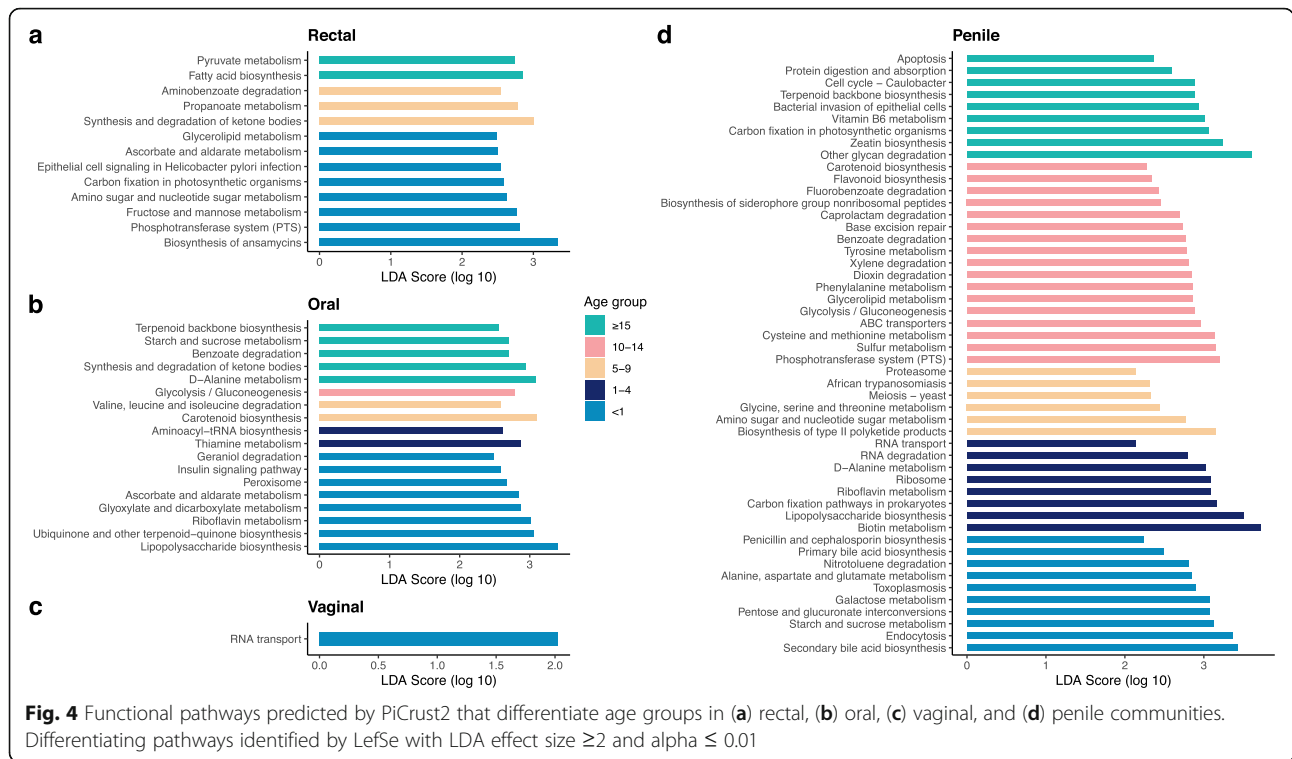 a
Rectal
Pyruvate metabolism
Fatty acid biosynthesis
Aminobenzoate degradation
Propanoate metabolism
Synthesis and degradation of ketone bodies
Glycerolipid metabolism
Ascorbate and aldarate metabolism
Epithelial cell signaling in Helicobacter pylori infection
Carbon fixation in photosynthetic organisms
Amino sugar and nucleotide sugar metabolism
Fructose and mannose metabolism
Phosphotransferase system (PTS)
Biosynthesis of ansamycins
0 1 2 3
LDA Score (log 10)
b
Oral
Terpenoid backbone biosynthesis
Starch and sucrose metabolism
Benzoate degradation
Synthesis and degradation of ketone bodies
D−Alanine metabolism
Glycolysis / Gluconeogenesis
Valine, leucine and isoleucine degradation
Carotenoid biosynthesis
Aminoacyl−tRNA biosynthesis
Thiamine metabolism
Geraniol degradation
Insulin signaling pathway
Peroxisome
Ascorbate and aldarate metabolism
Glyoxylate and dicarboxylate metabolism
Riboflavin metabolism
Ubiquinone and other terpenoid−quinone biosynthesis
Lipopolysaccharide biosynthesis
0 1 2 3
LDA Score (log 10)
Age group
≥15
10−14
5−9
1−4
<1
c
Vaginal
RNA transport
0.0 0.5 1.0 1.5 2.0
LDA Score (log 10)
d
Penile
Apoptosis
Protein digestion and absorption
Cell cycle − Caulobacter
Terpenoid backbone biosynthesis
Bacterial invasion of epithelial cells
Vitamin B6 metabolism
Carbon fixation in photosynthetic organisms
Zeatin biosynthesis
Other glycan degradation
Carotenoid biosynthesis
Flavonoid biosynthesis
Fluorobenzoate degradation
Biosynthesis of siderophore group nonribosomal peptides
Caprolactam degradation
Base excision repair
Benzoate degradation
Tyrosine metabolism
Xylene degradation
Dioxin degradation
Phenylalanine metabolism
Glycerolipid metabolism
Glycolysis / Gluconeogenesis
ABC transporters
Cysteine and methionine metabolism
Sulfur metabolism
Phosphotransferase system (PTS)
Proteasome
African trypanosomiasis
Meiosis − yeast
Glycine, serine and threonine metabolism
Amino sugar and nucleotide sugar metabolism
Biosynthesis of type II polyketide products
RNA transport
RNA degradation
D−Alanine metabolism
Ribosome
Riboflavin metabolism
Carbon fixation pathways in prokaryotes
Lipopolysaccharide biosynthesis
Biotin metabolism
Penicillin and cephalosporin biosynthesis
Primary bile acid biosynthesis
Nitrotoluene degradation
Alanine, aspartate and glutamate metabolism
Toxoplasmosis
Galactose metabolism
Pentose and glucuronate interconversions
Starch and sucrose metabolism
Endocytosis
Secondary bile acid biosynthesis
0 1 2 3
LDA Score (log 10)
Fig. 4 Functional pathways predicted by PiCrust2 that differentiate age groups in (a) rectal, (b) oral, (c) vaginal, and (d) penile communities.
Differentiating pathways identified by LefSe with LDA effect size ≥2 and alpha ≤ 0.01